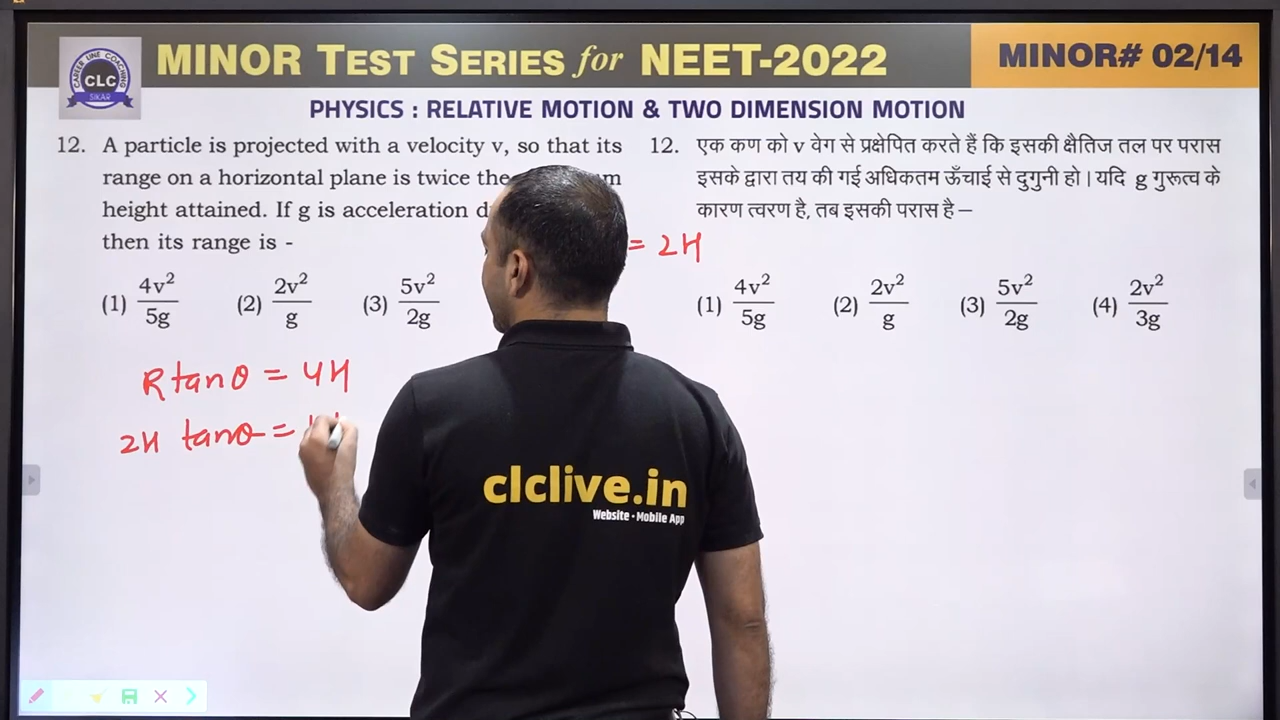 MINOR TEST SERIES for NEET-2022
MINOR# 02/14
CAREER LINE COACHING
CLC
SIKAR
PHYSICS : RELATIVE MOTION & TWO DIMENSION MOTION
12. A particle is projected with a velocity v, so that its
range on a horizontal plane is twice the
height attained. If g is acceleration
then its range is -
(1) 4v²/5g (2) 2v²/g (3) 5v²/2g
12. एक कण को v वेग से प्रक्षेपित करते हैं कि इसकी क्षैतिज तल पर परास
इसके द्वारा तय की गई अधिकतम ऊँचाई से दुगुनी हो। यदि g गुरूत्व के
कारण त्वरण है, तब इसकी परास है –
= 2H
(1) 4v²/5g (2) 2v²/g (3) 5v²/2g (4) 2v²/3g
R tanθ = 4H
2H tanθ =
clclive.in
Website • Mobile App